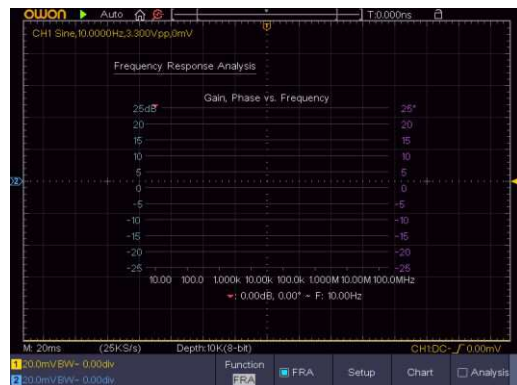 OWON Auto T:0.000ns
CH1 Sine,10.0000Hz,3.300Vpp,0mV
Frequency Response Analysis
Gain, Phase vs. Frequency
25dB 25°
20 20
15 15
10 10
5 5
0 0
-5 -5
-10 -10
-15 -15
-20 -20
-25 -25
10.00 100.0 1.000k 10.00k 100.0k 1.000M 10.00M 100.0MHz
: 0.00dB, 0.00° ~ F: 10.00Hz
M: 20ms (25KS/s) Depth:10K(8-bit) CH1:DC- 0.00mV
1 20.0mV BW~ 0.00div
2 20.0mV BW~ 0.00div
Function FRA Setup Chart Analysis
FRA